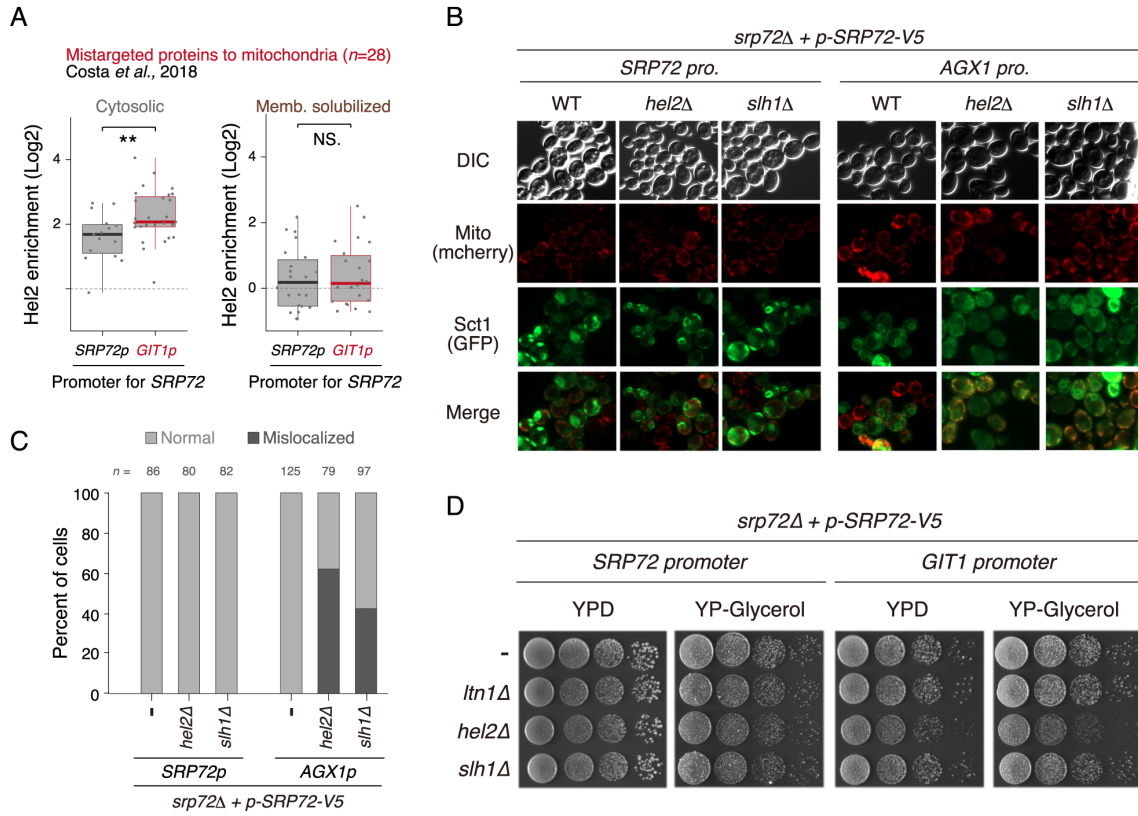 A
Mistargeted proteins to mitochondria (n=28)
Costa et al., 2018
Cytosolic
Memb. solubilized
Hel2 enrichment (Log2)
4
2
0
**
SRP72p GIT1p
Promoter for SRP72
Hel2 enrichment (Log2)
4
2
0
NS.
SRP72p GIT1p
Promoter for SRP72
B
srp72Δ + p-SRP72-V5
SRP72 pro.
AGX1 pro.
WT hel2Δ slh1Δ WT hel2Δ slh1Δ
DIC
Mito
(mcherry)
Sct1
(GFP)
Merge
C
Normal Mislocalized
n = 86 80 82 125 79 97
Percent of cells
100
80
60
40
20
0
- hel2Δ slh1Δ - hel2Δ slh1Δ
SRP72p AGX1p
srp72Δ + p-SRP72-V5
D
srp72Δ + p-SRP72-V5
SRP72 promoter GIT1 promoter
YPD YP-Glycerol YPD YP-Glycerol
-
ltn1Δ
hel2Δ
slh1Δ